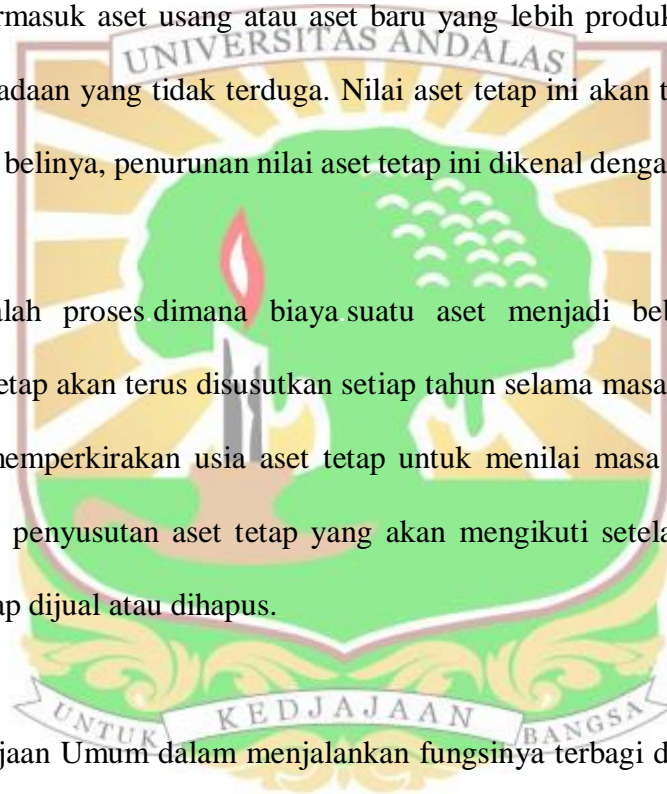 rmasuk aset usang atau aset baru yang lebih produk
UNIVERSITAS ANDALAS
adaan yang tidak terduga. Nilai aset tetap ini akan t
belinya, penurunan nilai aset tetap ini dikenal denga
alah proses dimana biaya suatu aset menjadi beb
etap akan terus disusutkan setiap tahun selama masa
memperkirakan usia aset tetap untuk menilai masa
penyusutan aset tetap yang akan mengikuti setela
ap dijual atau dihapus.
UNTUK KEDJAJAAN BANGSA
jaan Umum dalam menjalankan fungsinya terbagi d